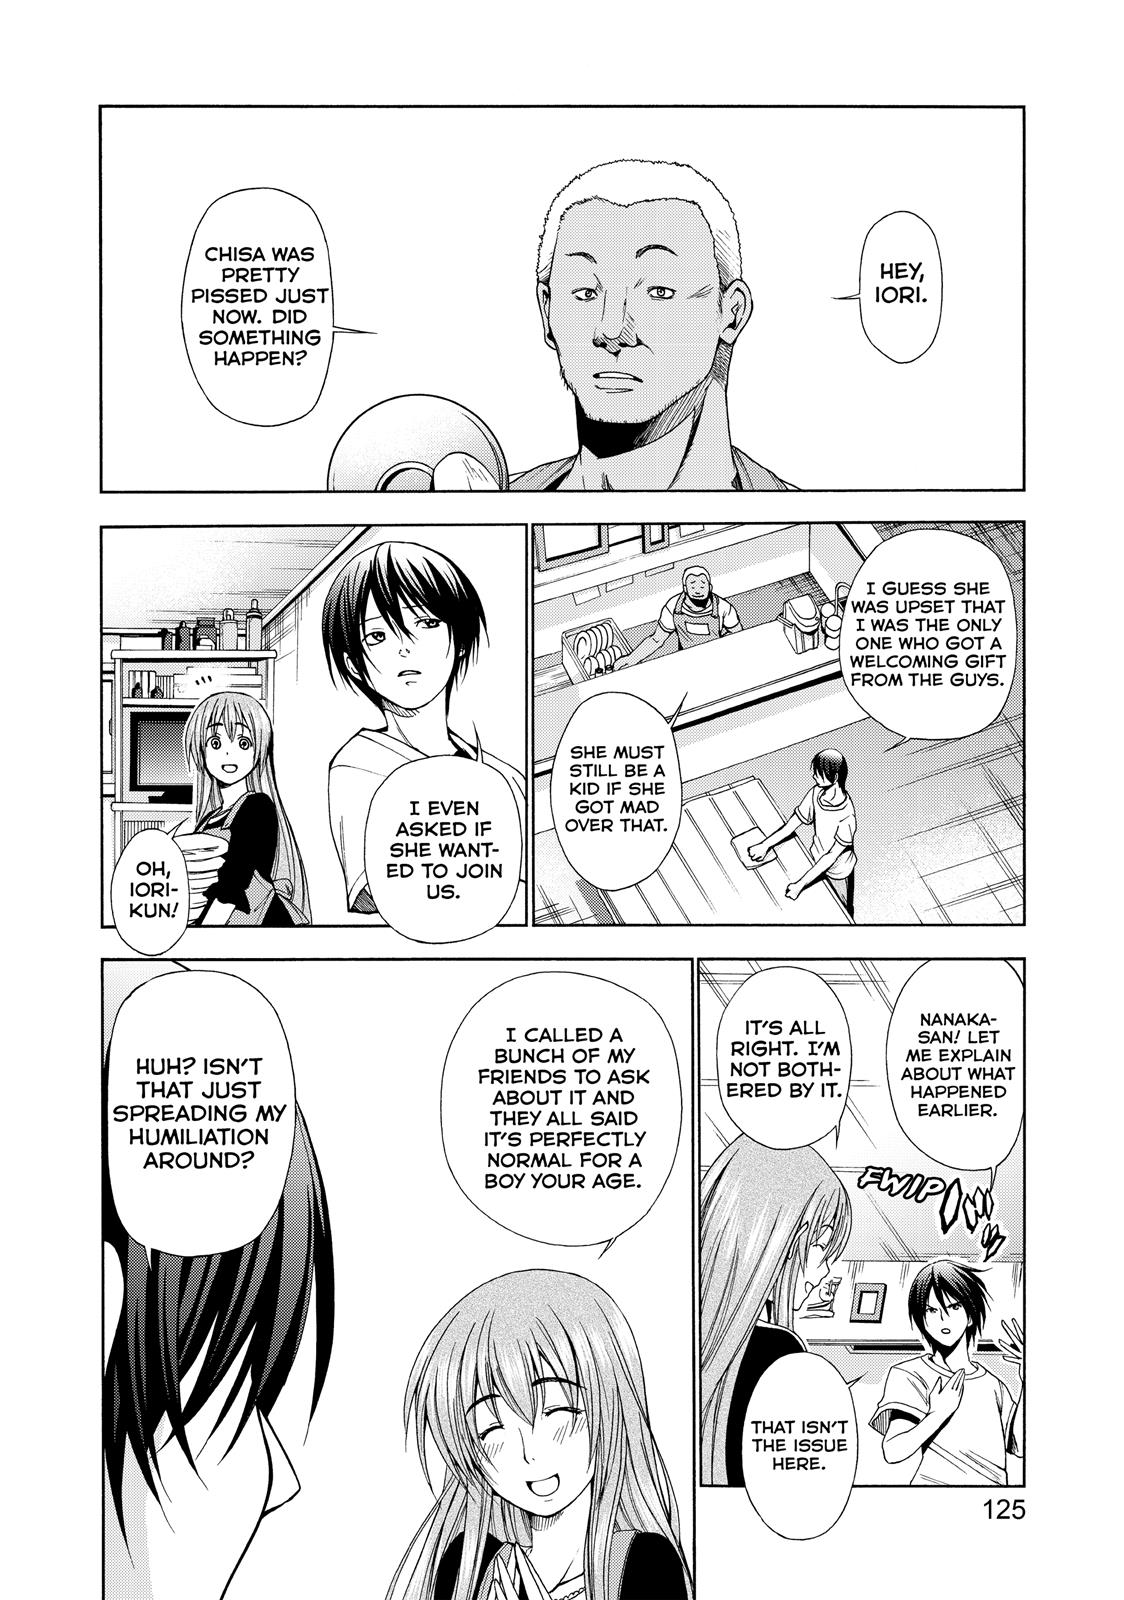 HEY,
IORI.
CHISA WAS
PRETTY
PISSED JUST
NOW. DID
SOMETHING
HAPPEN?
I GUESS SHE
WAS UPSET THAT
I WAS THE ONLY
ONE WHO GOT A
WELCOMING GIFT
FROM THE GUYS.
SHE MUST
STILL BE A
KID IF SHE
GOT MAD
OVER THAT.
I EVEN
ASKED IF
SHE WANT-
ED TO JOIN
US.
OH,
IORI-
KUN!
NANAKA-
SAN! LET
ME EXPLAIN
ABOUT WHAT
HAPPENED
EARLIER.
FWIP
IT'S ALL
RIGHT. I'M
NOT BOTH-
ERED BY IT.
THAT ISN'T
THE ISSUE
HERE.
I CALLED A
BUNCH OF MY
FRIENDS TO ASK
ABOUT IT AND
THEY ALL SAID
IT'S PERFECTLY
NORMAL FOR A
BOY YOUR AGE.
HUH? ISN'T
THAT JUST
SPREADING MY
HUMILIATION
AROUND?
125